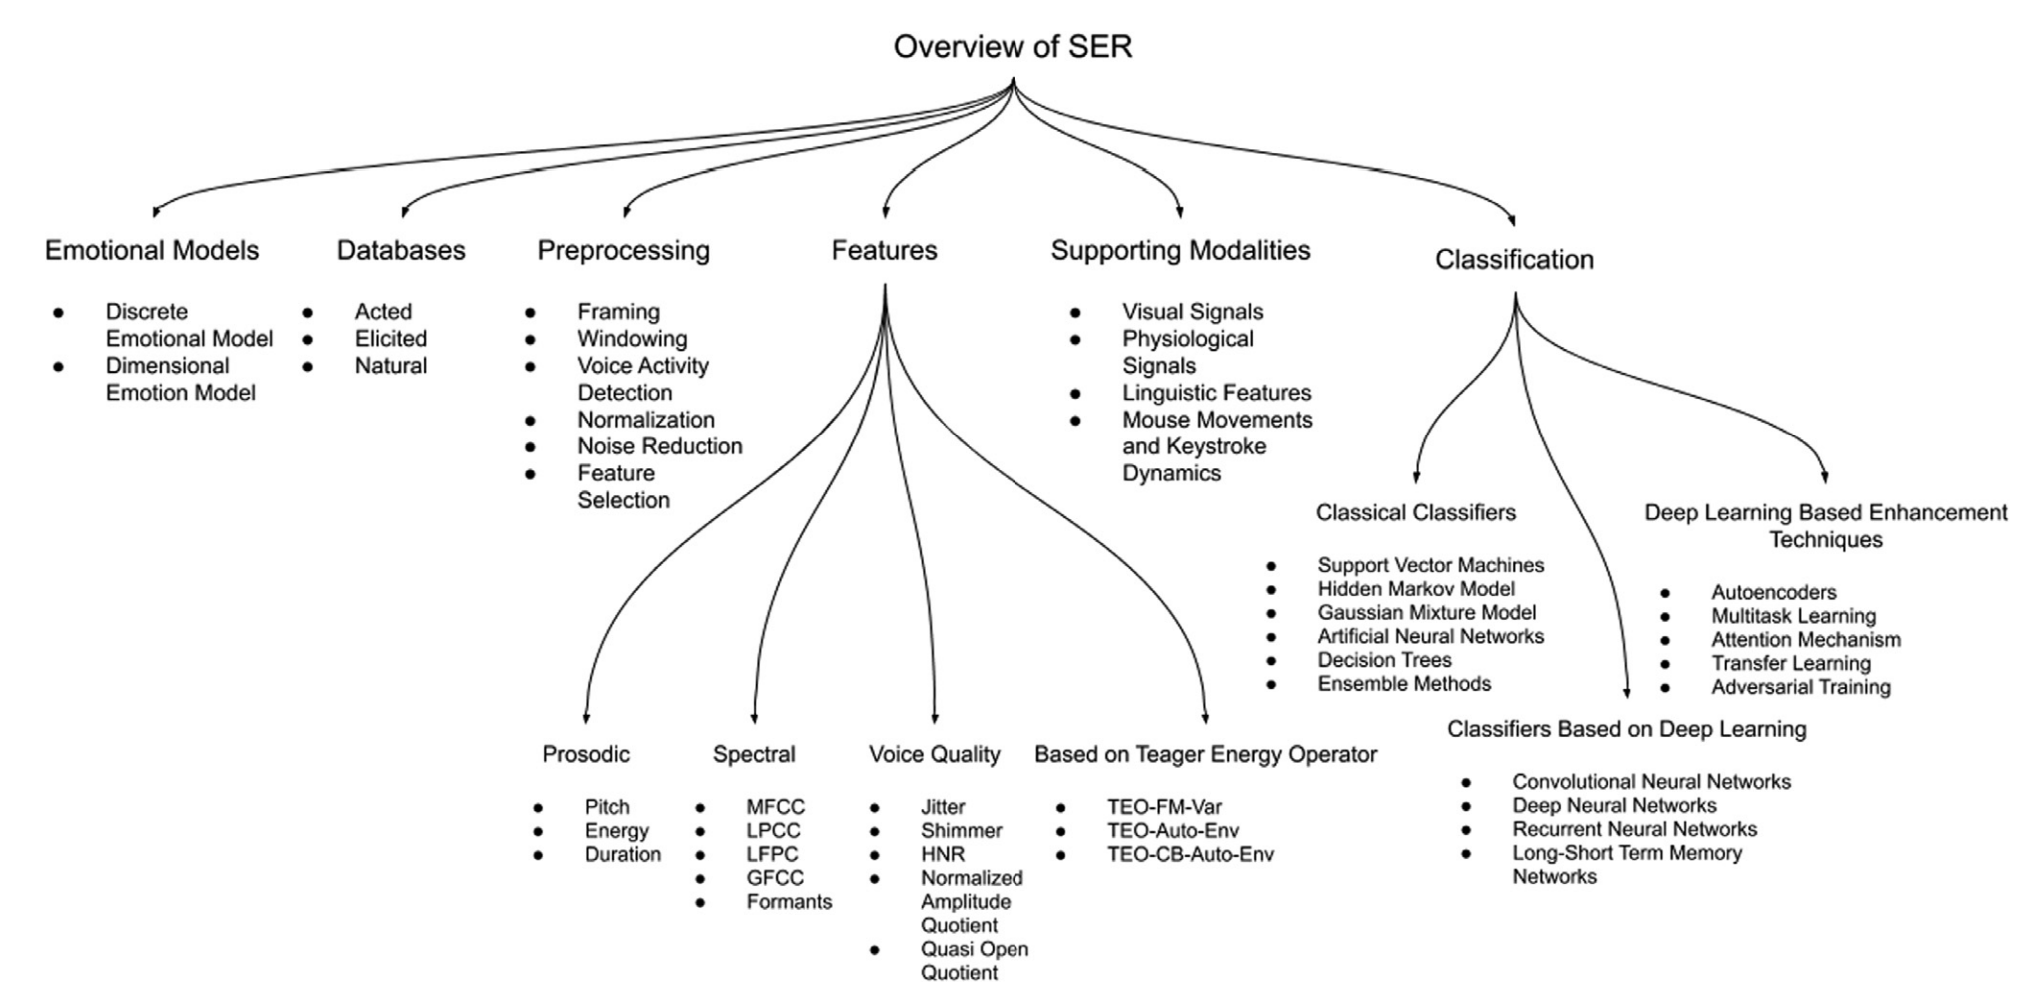 Overview of SER
Emotional Models
● Discrete
Emotional Model
● Dimensional
Emotion Model
Databases
● Acted
● Elicited
● Natural
Preprocessing
● Framing
● Windowing
● Voice Activity
Detection
● Normalization
● Noise Reduction
● Feature
Selection
Features
Prosodic
● Pitch
● Energy
● Duration
Spectral
● MFCC
● LPCC
● LFPC
● GFCC
● Formants
Voice Quality
● Jitter
● Shimmer
● HNR
● Normalized
Amplitude
Quotient
● Quasi Open
Quotient
Based on Teager Energy Operator
● TEO-FM-Var
● TEO-Auto-Env
● TEO-CB-Auto-Env
Supporting Modalities
● Visual Signals
● Physiological
Signals
● Linguistic Features
● Mouse Movements
and Keystroke
Dynamics
Classification
Classical Classifiers
● Support Vector Machines
● Hidden Markov Model
● Gaussian Mixture Model
● Artificial Neural Networks
● Decision Trees
● Ensemble Methods
Classifiers Based on Deep Learning
● Convolutional Neural Networks
● Deep Neural Networks
● Recurrent Neural Networks
● Long-Short Term Memory
Networks
Deep Learning Based Enhancement
Techniques
● Autoencoders
● Multitask Learning
● Attention Mechanism
● Transfer Learning
● Adversarial Training